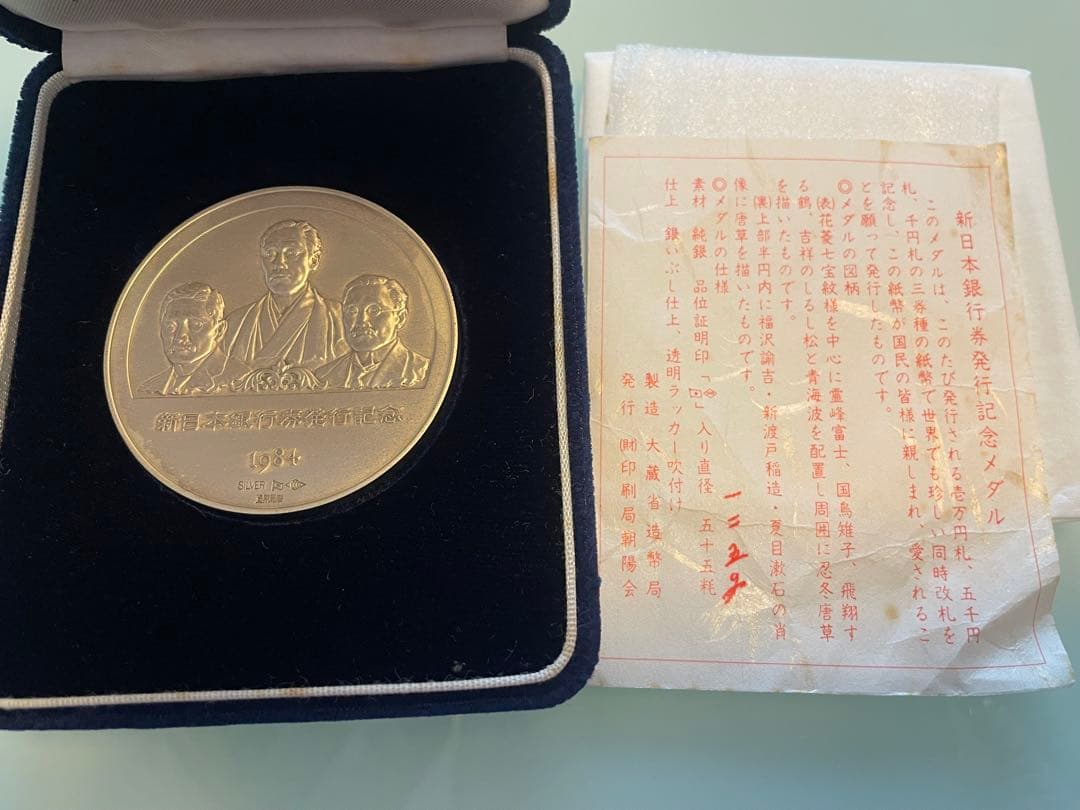 新日本銀行券発行記念
1984
SILVER
造幣局製
新日本銀行券発行記念メダル
このメダルは、このたび発行される壱万円札、五千円
札、千円札の三券種の紙幣で世界でも珍しい同時改札を
記念し、この紙幣が国民の皆様に親しまれ、愛されるこ
とを願って発行したものです。
◎メダルの図柄
(表)花菱七宝紋様を中心に霊峰富士、国鳥雉子、飛翔す
る鶴、吉祥のしるし松と青海波を配置し周囲に忍冬唐草
を描いたものです。
(裏)上部半円内に福沢諭吉・新渡戸稲造・夏目漱石の肖
像に唐草を描いたものです。
◎メダルの仕様
素材 純銀 品位証明印「」入り直径 五十五粍
一二五g
仕上 銀いぶし仕上、透明ラッカー吹付け
製造 大蔵省造幣局
発行 (財)印刷局朝陽会